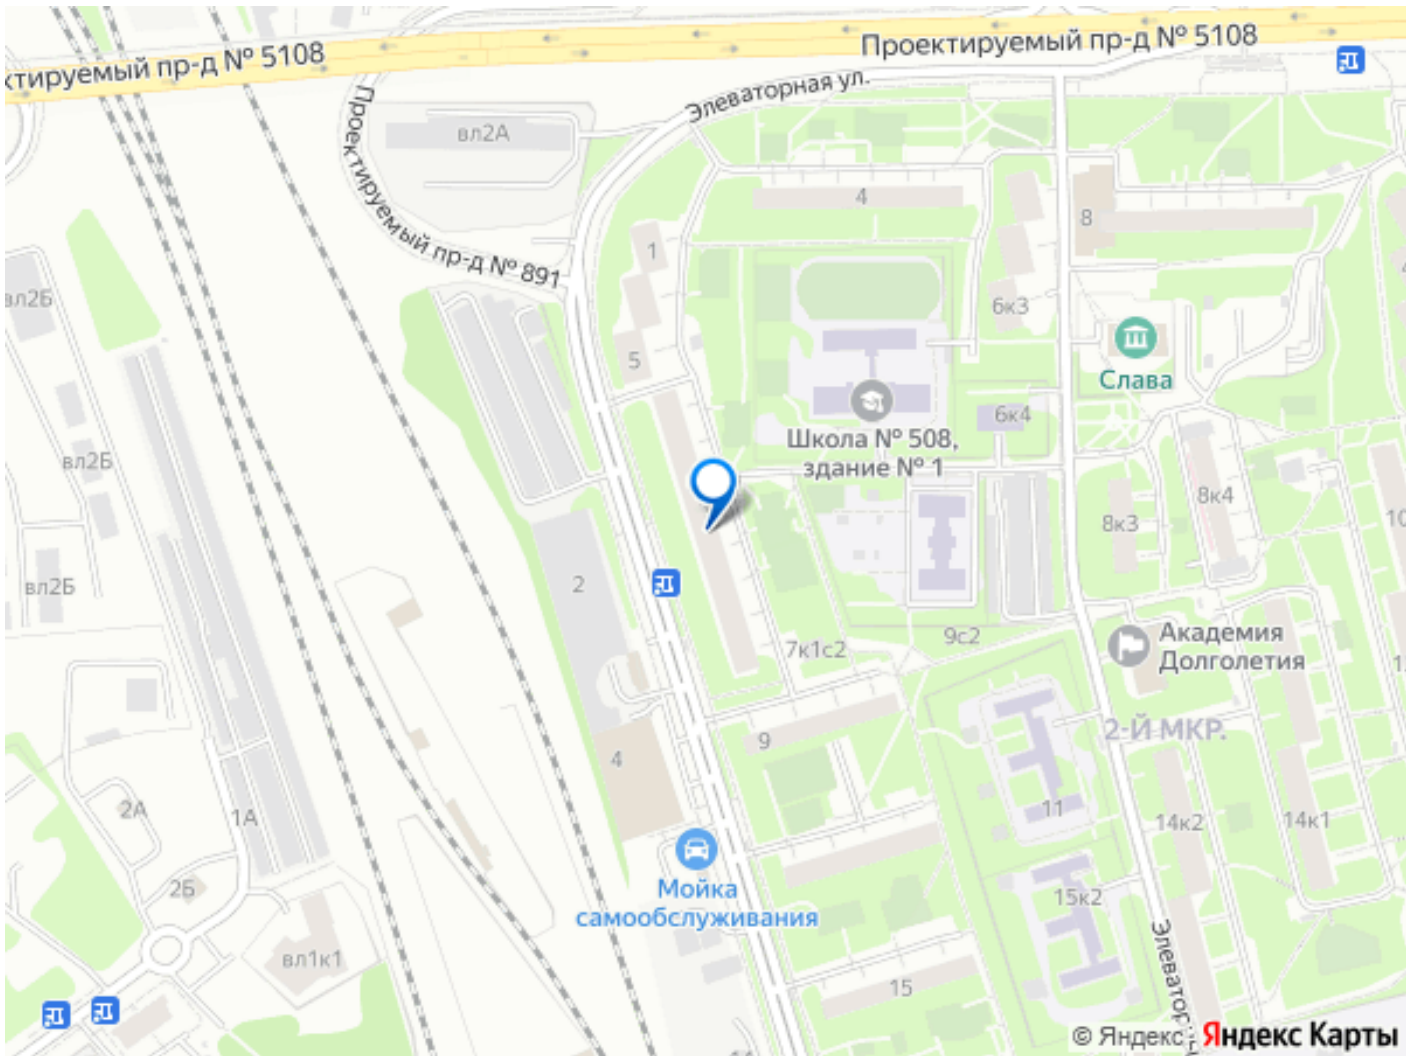 Проектируемый пр-д № 5108
ктируемый пр-д № 5108
Элеваторная ул.
Проектируемый пр-д № 891
вл2А
4
8
1
6к3
вл2Б
5
Слава
6к4
Школа № 508,
здание № 1
вл2Б
8к4
8к3
10
вл2Б
2
7к1с2
9с2
Академия
Долголетия
2-Й МКР.
9
4
2А
1А
11
14к2
14к1
2Б
Мойка
самообслуживания
15к2
вл1к1
15
© Яндекс
Яндекс Карты